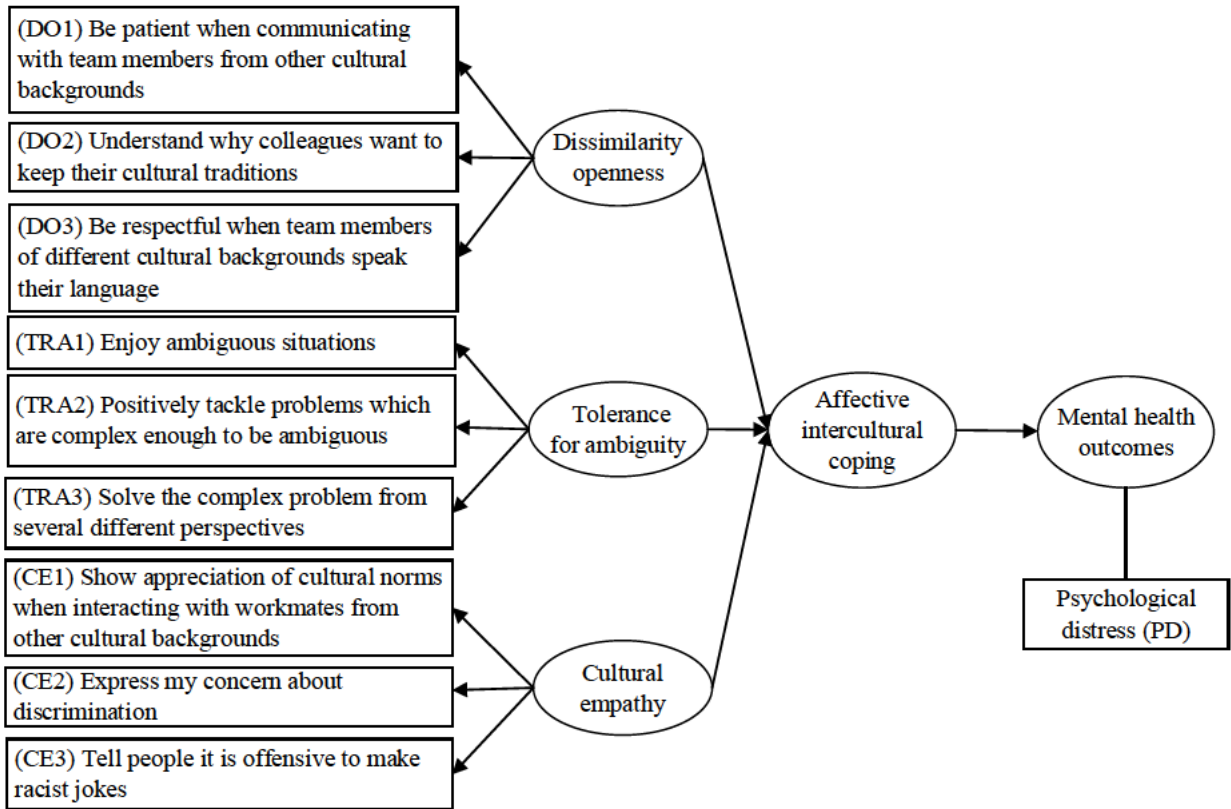 (DO1) Be patient when communicating
with team members from other cultural
backgrounds
(DO2) Understand why colleagues want to
keep their cultural traditions
(DO3) Be respectful when team members
of different cultural backgrounds speak
their language
(TRA1) Enjoy ambiguous situations
(TRA2) Positively tackle problems which
are complex enough to be ambiguous
(TRA3) Solve the complex problem from
several different perspectives
(CE1) Show appreciation of cultural norms
when interacting with workmates from
other cultural backgrounds
(CE2) Express my concern about
discrimination
(CE3) Tell people it is offensive to make
racist jokes
Dissimilarity
openness
Tolerance
for ambiguity
Cultural
empathy
Affective
intercultural
coping
Mental health
outcomes
Psychological
distress (PD)